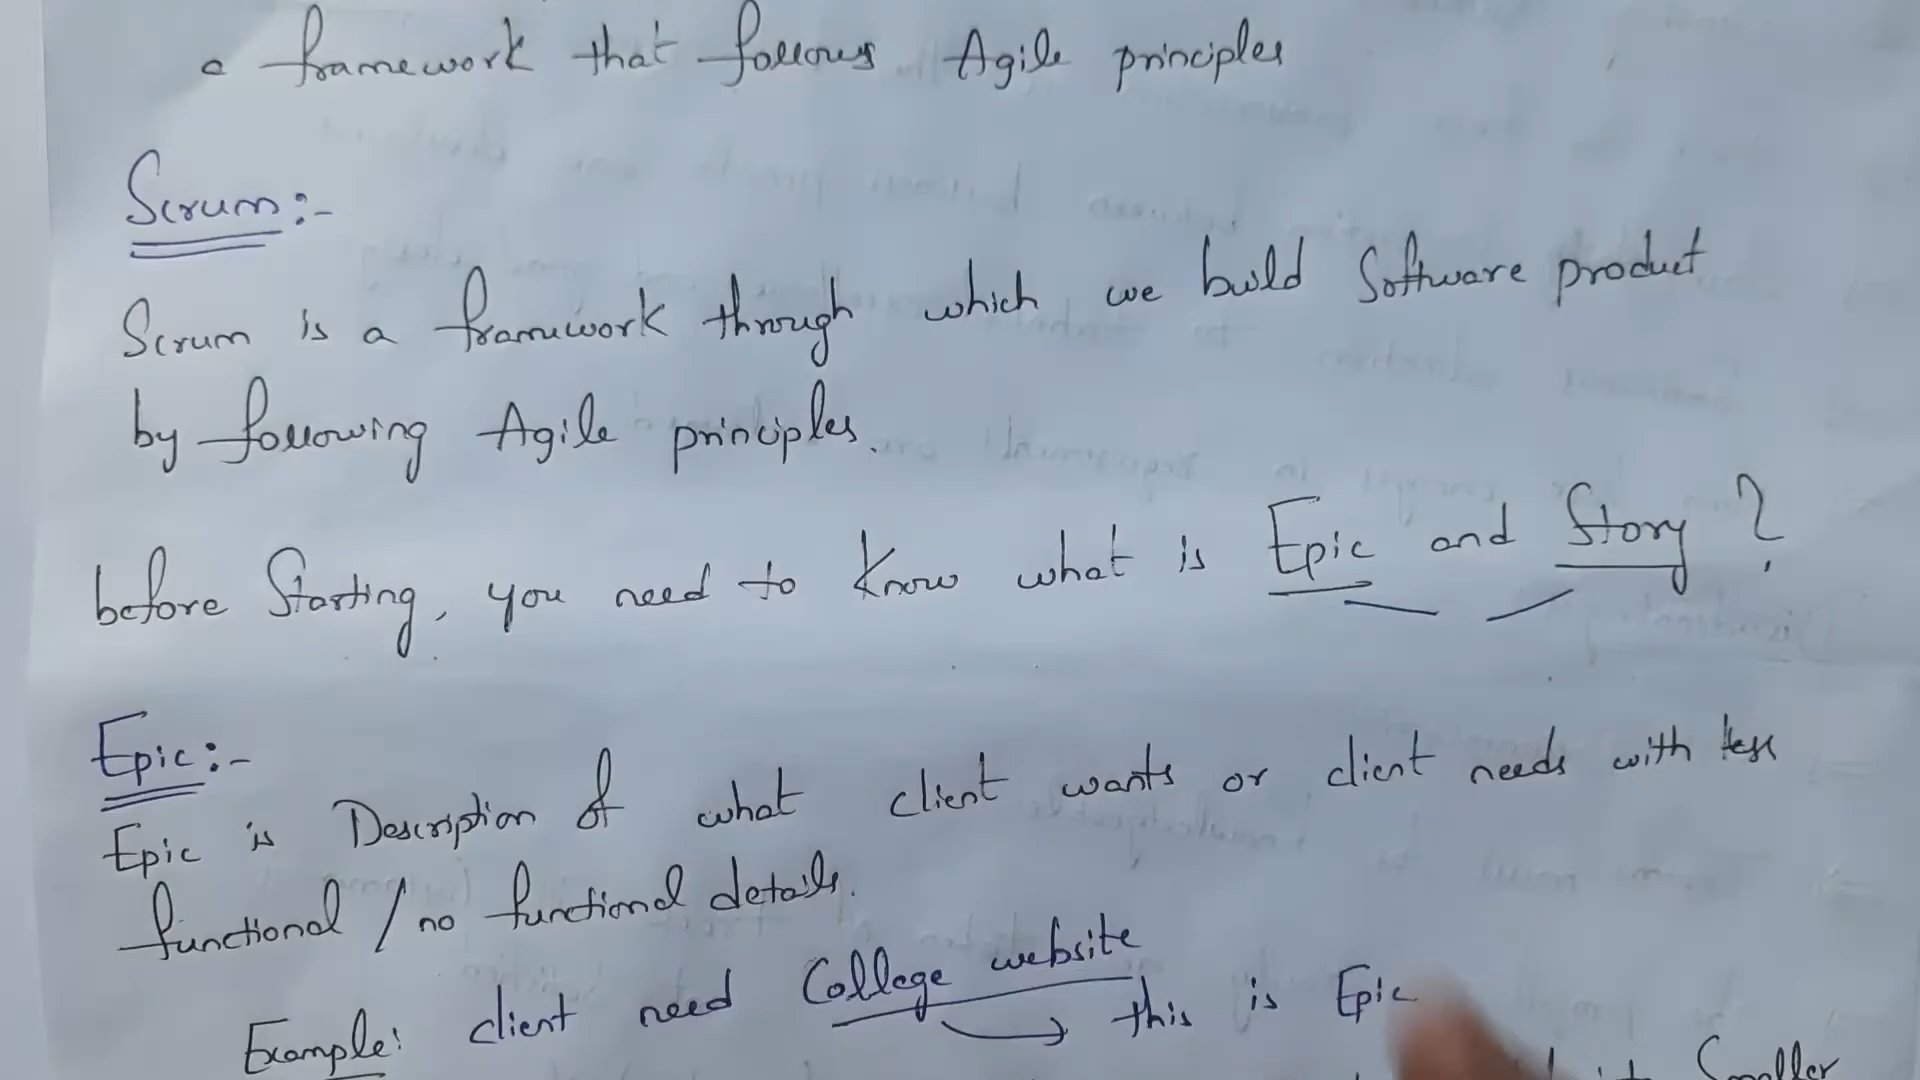 a framework that follows Agile principles
Scrum:-
Scrum is a framework through which we build Software product
by following Agile principles.
before Starting, you need to know what is Epic and Story ?
Epic:-
Epic is Description of what client wants or client needs with less
functional / no functional details.
Example: client need College website
→ this is Epic
Smaller